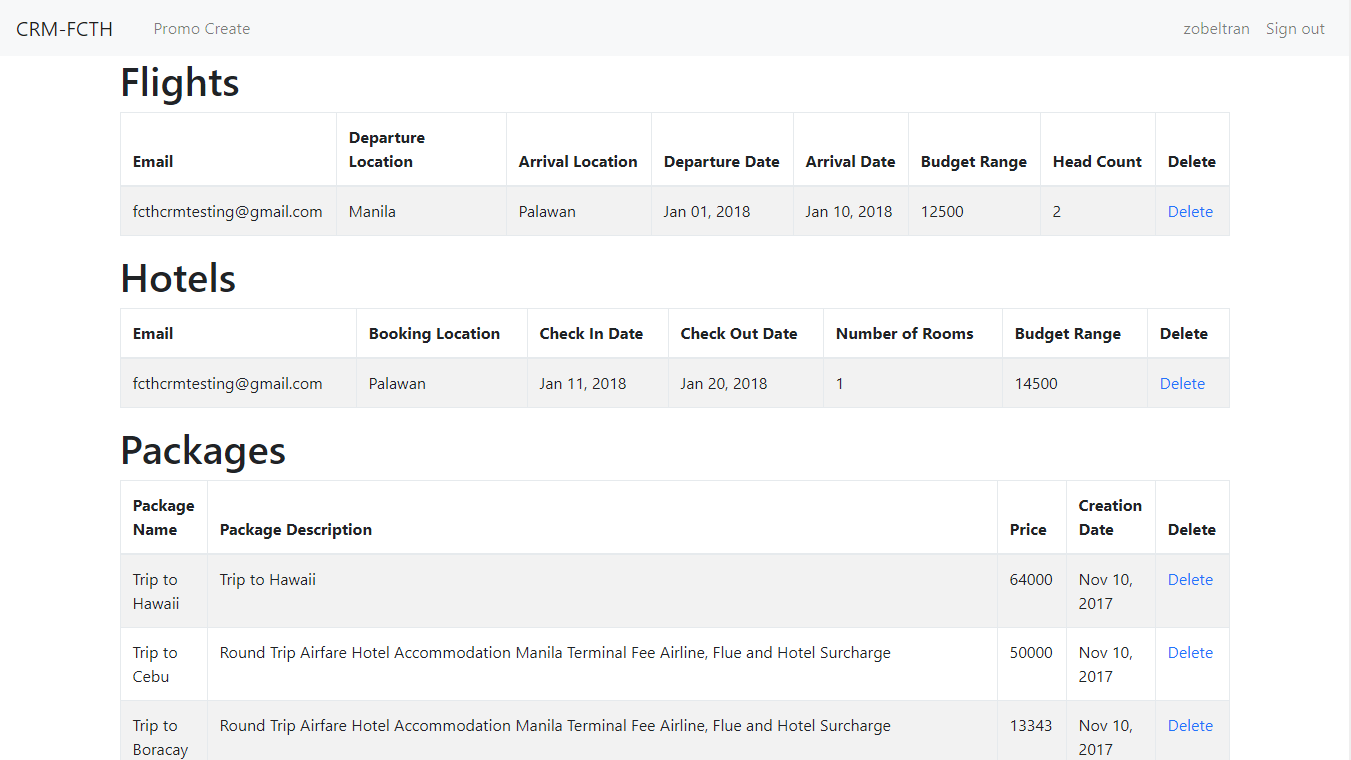 CRM-FCTH Promo Create zobeltran Sign out
Flights
Email Departure Location Arrival Location Departure Date Arrival Date Budget Range Head Count Delete
fcthcrmtesting@gmail.com Manila Palawan Jan 01, 2018 Jan 10, 2018 12500 2 Delete
Hotels
Email Booking Location Check In Date Check Out Date Number of Rooms Budget Range Delete
fcthcrmtesting@gmail.com Palawan Jan 11, 2018 Jan 20, 2018 1 14500 Delete
Packages
Package Name Package Description Price Creation Date Delete
Trip to Hawaii Trip to Hawaii 64000 Nov 10, 2017 Delete
Trip to Cebu Round Trip Airfare Hotel Accommodation Manila Terminal Fee Airline, Flue and Hotel Surcharge 50000 Nov 10, 2017 Delete
Trip to Boracay Round Trip Airfare Hotel Accommodation Manila Terminal Fee Airline, Flue and Hotel Surcharge 13343 Nov 10, 2017 Delete